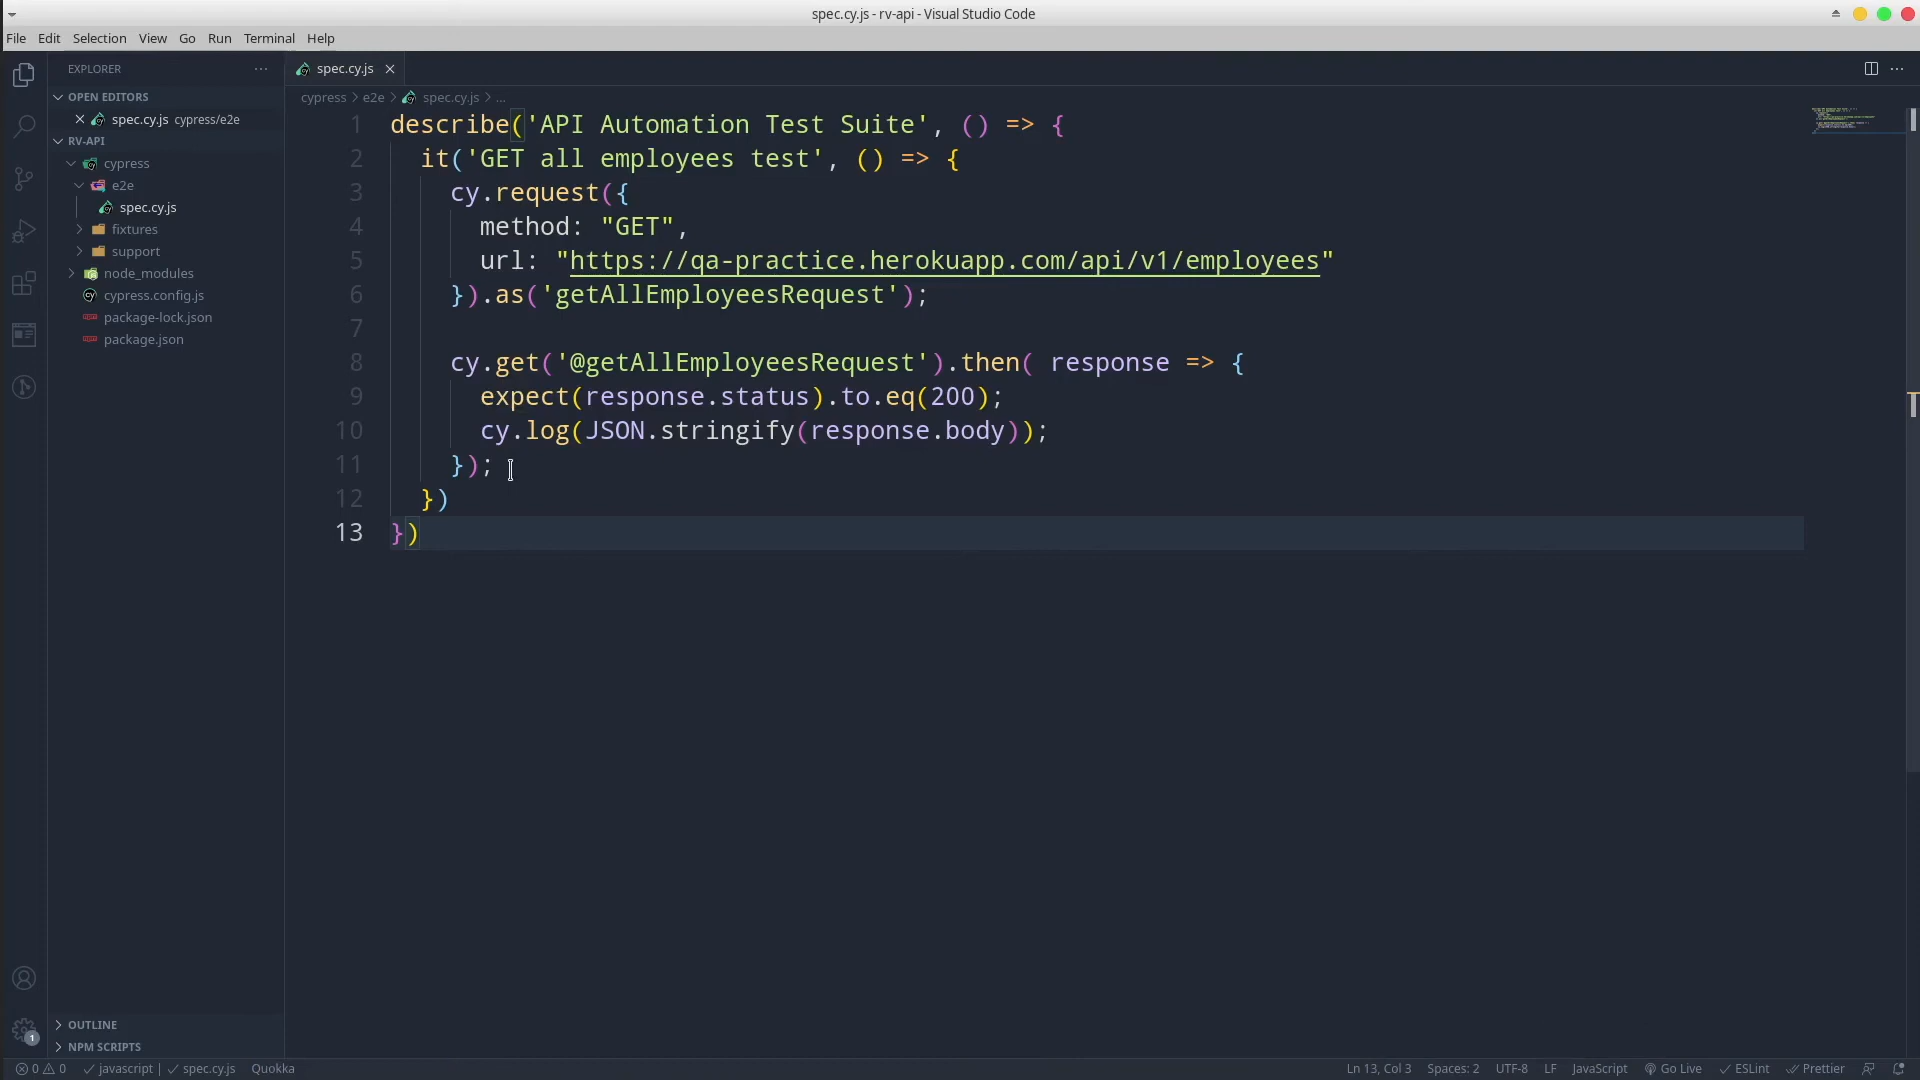 spec.cy.js - rv-api - Visual Studio Code
File Edit Selection View Go Run Terminal Help
EXPLORER ...
OPEN EDITORS
spec.cy.js cypress/e2e
RV-API
cypress
e2e
spec.cy.js
fixtures
support
node_modules
cypress.config.js
package-lock.json
package.json
OUTLINE
NPM SCRIPTS
spec.cy.js
cypress > e2e > spec.cy.js > ...
1 describe('API Automation Test Suite', () => {
2 it('GET all employees test', () => {
3 cy.request({
4 method: "GET",
5 url: "https://qa-practice.herokuapp.com/api/v1/employees"
6 }).as('getAllEmployeesRequest');
7
8 cy.get('@getAllEmployeesRequest').then( response => {
9 expect(response.status).to.eq(200);
10 cy.log(JSON.stringify(response.body));
11 });
12 })
13 })
1
0 0 javascript | spec.cy.js Quokka Ln 13, Col 3 Spaces: 2 UTF-8 LF JavaScript Go Live ESLint Prettier